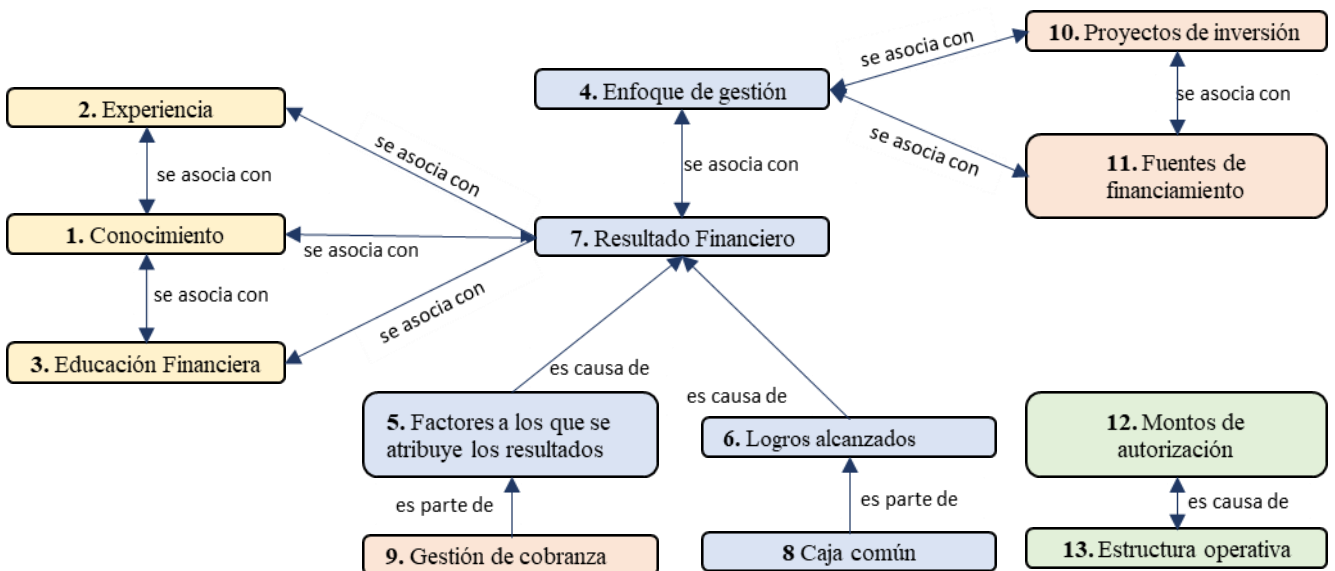 10. Proyectos de inversión
se asocia con
4. Enfoque de gestión
se asocia con
2. Experiencia
se asocia con
se asocia con
11. Fuentes de
financiamiento
se asocia con
se asocia con
1. Conocimiento
se asocia con
7. Resultado Financiero
se asocia con
se asocia con
3. Educación Financiera
es causa de
es causa de
5. Factores a los que se
atribuye los resultados
6. Logros alcanzados
12. Montos de
autorización
es parte de
es parte de
es causa de
9. Gestión de cobranza
8 Caja común
13. Estructura operativa